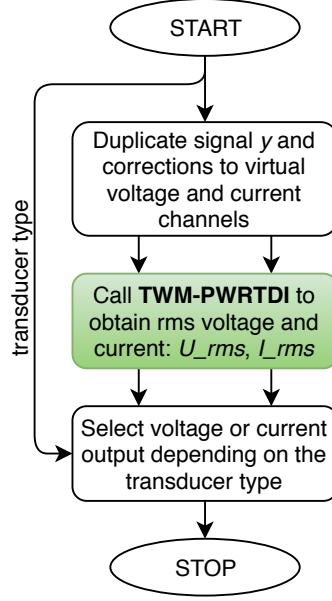 START
Duplicate signal y and
corrections to virtual
voltage and current
channels
transducer type
Call TWM-PWRTDI to
obtain rms voltage and
current: U_rms, I_rms
Select voltage or current
output depending on the
transducer type
STOP